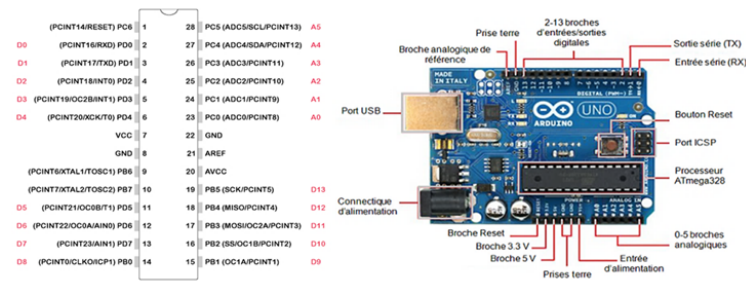 (PCINT14/RESET) PC6 1 28 PC5 (ADC5/SCL/PCINT13) A5
D0 (PCINT16/RXD) PD0 2 27 PC4 (ADC4/SDA/PCINT12) A4
D1 (PCINT17/TXD) PD1 3 26 PC3 (ADC3/PCINT11) A3
D2 (PCINT18/INT0) PD2 4 25 PC2 (ADC2/PCINT10) A2
D3 (PCINT19/OC2B/INT1) PD3 5 24 PC1 (ADC1/PCINT9) A1
D4 (PCINT20/XCK/T0) PD4 6 23 PC0 (ADC0/PCINT8) A0
VCC 7 22 GND
GND 8 21 AREF
(PCINT6/XTAL1/TOSC1) PB6 9 20 AVCC
(PCINT7/XTAL2/TOSC2) PB7 10 19 PB5 (SCK/PCINT5) D13
D5 (PCINT21/OC0B/T1) PD5 11 18 PB4 (MISO/PCINT4) D12
D6 (PCINT22/OC0A/AIN0) PD6 12 17 PB3 (MOSI/OC2A/PCINT3) D11
D7 (PCINT23/AIN1) PD7 13 16 PB2 (SS/OC1B/PCINT2) D10
D8 (PCINT0/CLKO/ICP1) PB0 14 15 PB1 (OC1A/PCINT1) D9
2-13 broches
d'entrées/sorties
digitales
Prise terre
Broche analogique de
référence
Sortie série (TX)
Entrée série (RX)
Port USB
Bouton Reset
Port ICSP
Processeur
ATmega328
Connectique
d'alimentation
Broche Reset
Broche 3.3 V
Broche 5 V
Prises terre
Entrée
d'alimentation
0-5 broches
analogiques
MADE
IN ITALY
DIGITAL (PWM~)
UNO
ARDUINO
ON
POWER
ANALOG IN